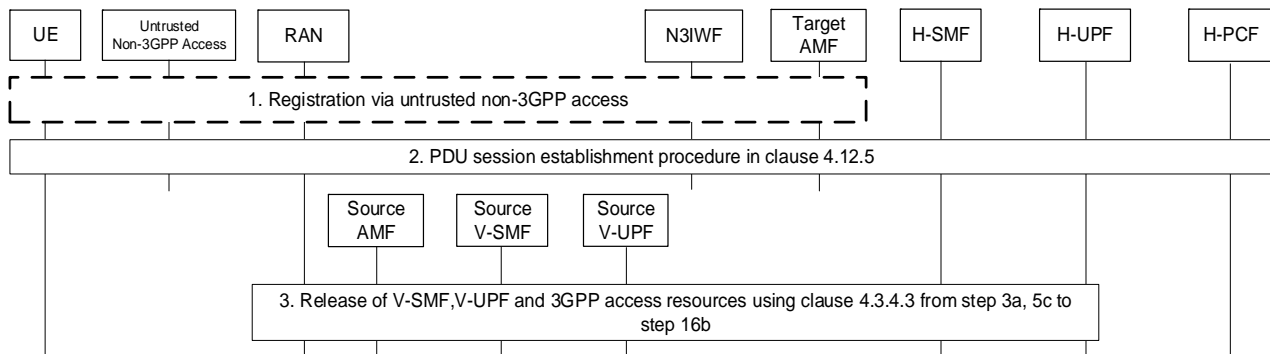 UE
Untrusted
Non-3GPP Access
RAN
N3IWF
Target
AMF
H-SMF
H-UPF
H-PCF
1. Registration via untrusted non-3GPP access
2. PDU session establishment procedure in clause 4.12.5
Source
AMF
Source
V-SMF
Source
V-UPF
3. Release of V-SMF,V-UPF and 3GPP access resources using clause 4.3.4.3 from step 3a, 5c to
step 16b